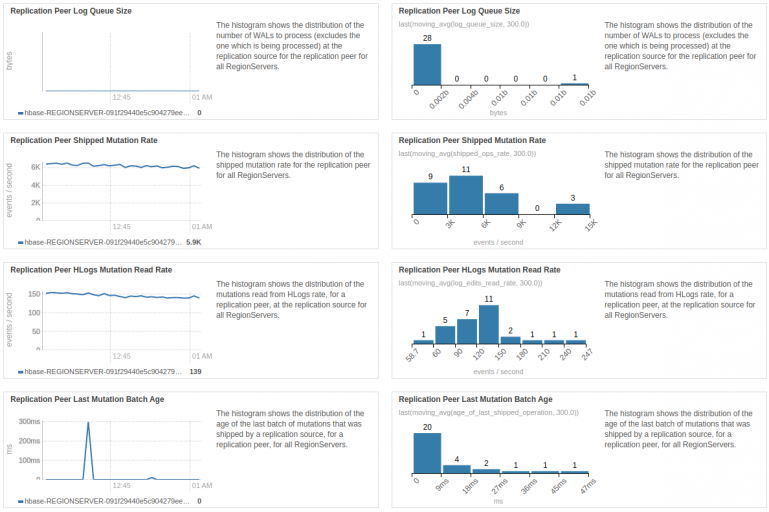 Replication Peer Log Queue Size
The histogram shows the distribution of the
number of WALs to process (excludes the
one which is being processed) at the
replication source for the replication peer for
all RegionServers.
bytes
12:45
01 AM
hbase-REGIONSERVER-091f29440e5c904279ee... 0
Replication Peer Log Queue Size
last(moving_avg(log_queue_size, 300.0))
28
0
0
0
0
1
0
0.002b
0.004b
0.01b
0.01b
0.01b
0.01b
bytes
The histogram shows the distribution of the
number of WALs to process (excludes the
one which is being processed) at the
replication source for the replication peer for
all RegionServers.
Replication Peer Shipped Mutation Rate
The histogram shows the distribution of the
shipped mutation rate for the replication peer
for all RegionServers.
events / second
6K
4K
2K
0
12:45
01 AM
hbase-REGIONSERVER-091f29440e5c904279... 5.9K
Replication Peer Shipped Mutation Rate
last(moving_avg(shipped_ops_rate, 300.0))
9
11
6
0
3
0
3K
6K
9K
12K
15K
events / second
The histogram shows the distribution of the
shipped mutation rate for the replication peer
for all RegionServers.
Replication Peer HLogs Mutation Read Rate
The histogram shows the distribution of the
mutations read from HLogs rate, for a
replication peer, at the replication source for
all RegionServers.
events / second
150
100
50
0
12:45
01 AM
hbase-REGIONSERVER-091f29440e5c904279... 139
Replication Peer HLogs Mutation Read Rate
last(moving_avg(log_edits_read_rate, 300.0))
1
5
7
11
2
1
1
1
58.7
60
90
120
150
180
210
240
247
events / second
The histogram shows the distribution of the
mutations read from HLogs rate, for a
replication peer, at the replication source for
all RegionServers.
Replication Peer Last Mutation Batch Age
The histogram shows the distribution of the
age of the last batch of mutations that was
shipped by a replication source, for a
replication peer, for all RegionServers.
ms
300ms
200ms
100ms
0
12:45
01 AM
hbase-REGIONSERVER-091f29440e5c904279ee... 0
Replication Peer Last Mutation Batch Age
last(moving_avg(age_of_last_shipped_operation, 300.0))
20
4
2
1
1
1
0
9ms
18ms
27ms
36ms
45ms
47ms
ms
The histogram shows the distribution of the
age of the last batch of mutations that was
shipped by a replication source, for a
replication peer, for all RegionServers.